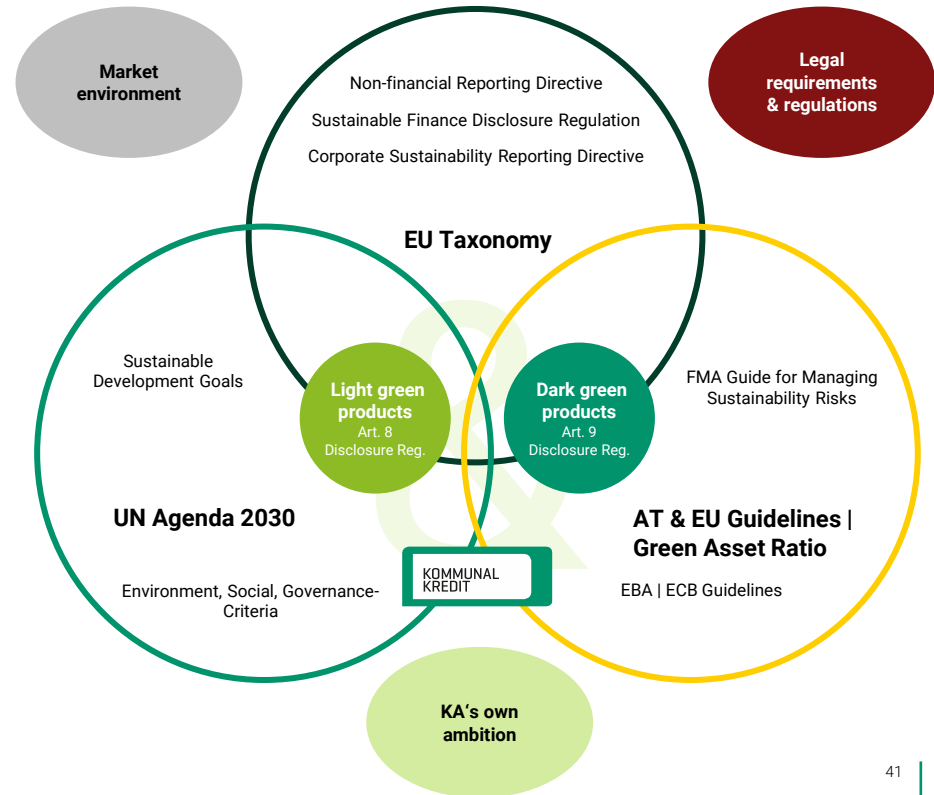 Market
environment
Legal
requirements
& regulations
Non-financial Reporting Directive
Sustainable Finance Disclosure Regulation
Corporate Sustainability Reporting Directive
EU Taxonomy
Sustainable
Development Goals
Light green
products
Art. 8
Disclosure Reg.
Dark green
products
Art. 9
Disclosure Reg.
FMA Guide for Managing
Sustainability Risks
&
UN Agenda 2030
AT & EU Guidelines |
Green Asset Ratio
Environment, Social, Governance-
Criteria
KOMMUNAL
KREDIT
EBA | ECB Guidelines
KA‘s own
ambition
41